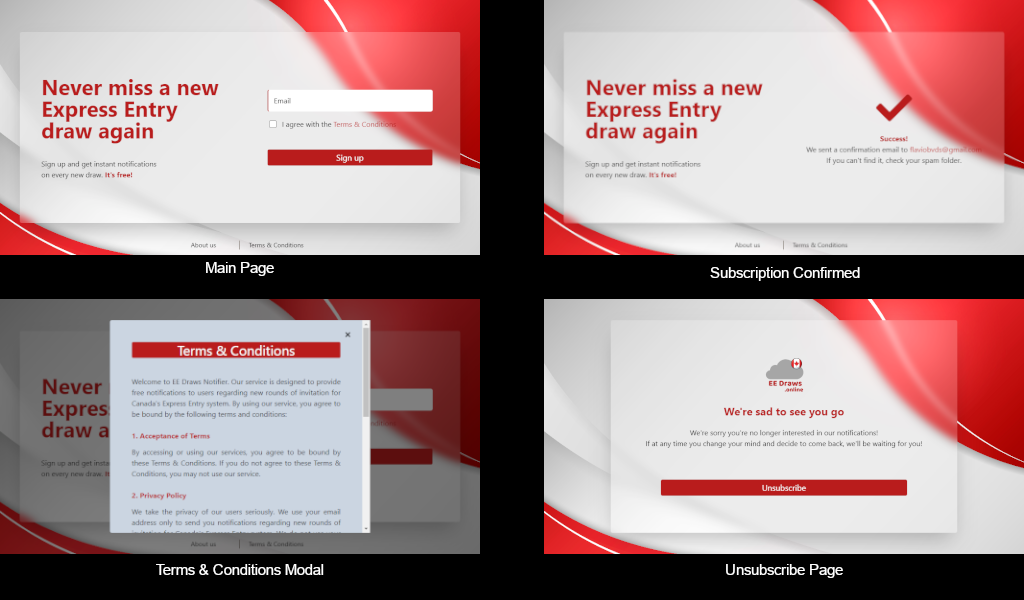 Never miss a new
Express Entry
draw again
Sign up and get instant notifications
on every new draw. It's free!
Email
I agree with the Terms & Conditions
Sign up
About us | Terms & Conditions
Main Page
Never miss a new
Express Entry
draw again
Sign up and get instant notifications
on every new draw. It's free!
Success!
We sent a confirmation email to flaviobvds@gmail.com
If you can't find it, check your spam folder.
About us | Terms & Conditions
Subscription Confirmed
Never
Express
draw a
Sign up and get insta
on every new draw. It
×
Terms & Conditions
Welcome to EE Draws Notifier. Our service is designed to provide
free notifications to users regarding new rounds of invitation for
Canada's Express Entry system. By using our service, you agree to
be bound by the following terms and conditions:
1. Acceptance of Terms
By accessing or using our services, you agree to be bound by
these Terms & Conditions. If you do not agree to these Terms &
Conditions, you may not use our service.
2. Privacy Policy
We take the privacy of our users seriously. We use your email
address only to send you notifications regarding new rounds of
About us | Terms & Conditions
Terms & Conditions Modal
EE Draws
.online
We're sad to see you go
We're sorry you're no longer interested in our notifications!
If at any time you change your mind and decide to come back, we'll be waiting for you!
Unsubscribe
Unsubscribe Page